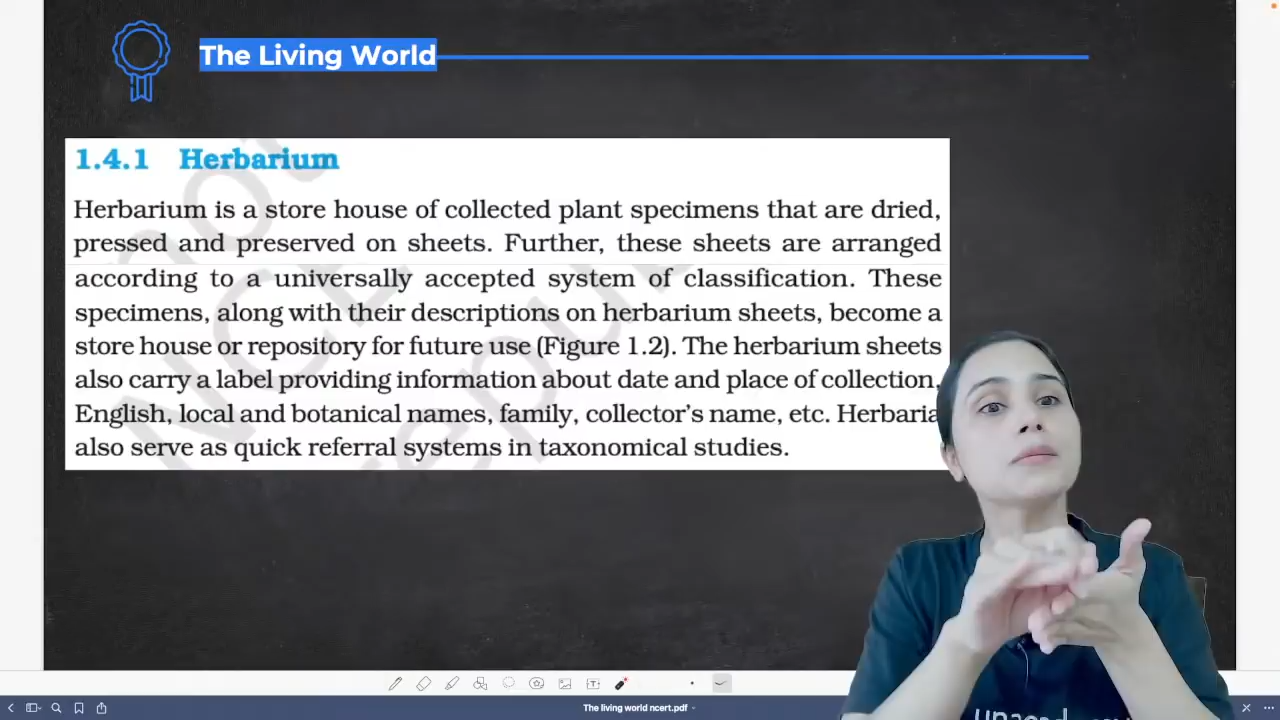 The Living World
1.4.1 Herbarium
Herbarium is a store house of collected plant specimens that are dried,
pressed and preserved on sheets. Further, these sheets are arranged
according to a universally accepted system of classification. These
specimens, along with their descriptions on herbarium sheets, become a
store house or repository for future use (Figure 1.2). The herbarium sheets
also carry a label providing information about date and place of collection,
English, local and botanical names, family, collector's name, etc. Herbaria
also serve as quick referral systems in taxonomical studies.
The living world ncert.pdf